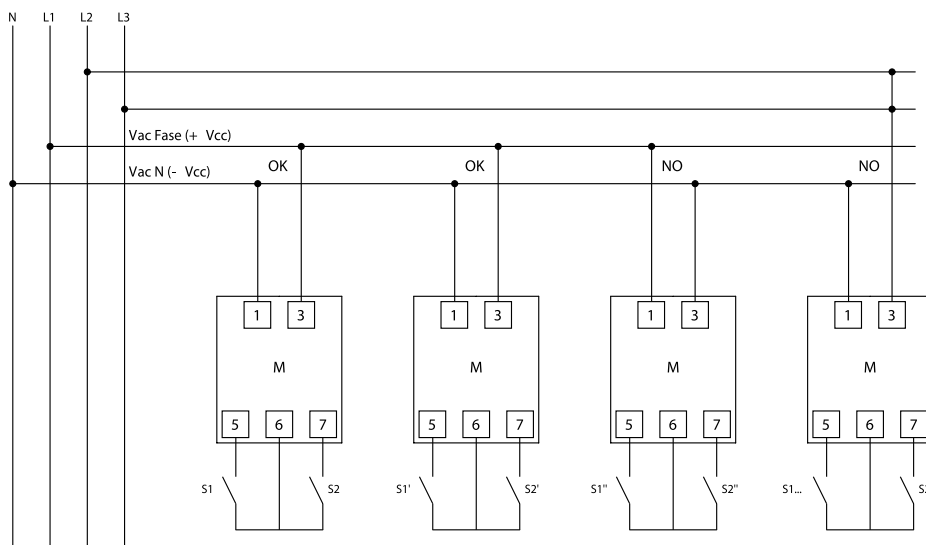 N L1 L2 L3
Vac Fase (+ Vcc)
Vac N (- Vcc) OK OK NO NO
1 3 1 3 1 3 1 3
M M M M
5 6 7 5 6 7 5 6 7 5 6 7
S1 S2 S1' S2' S1" S2" S1...